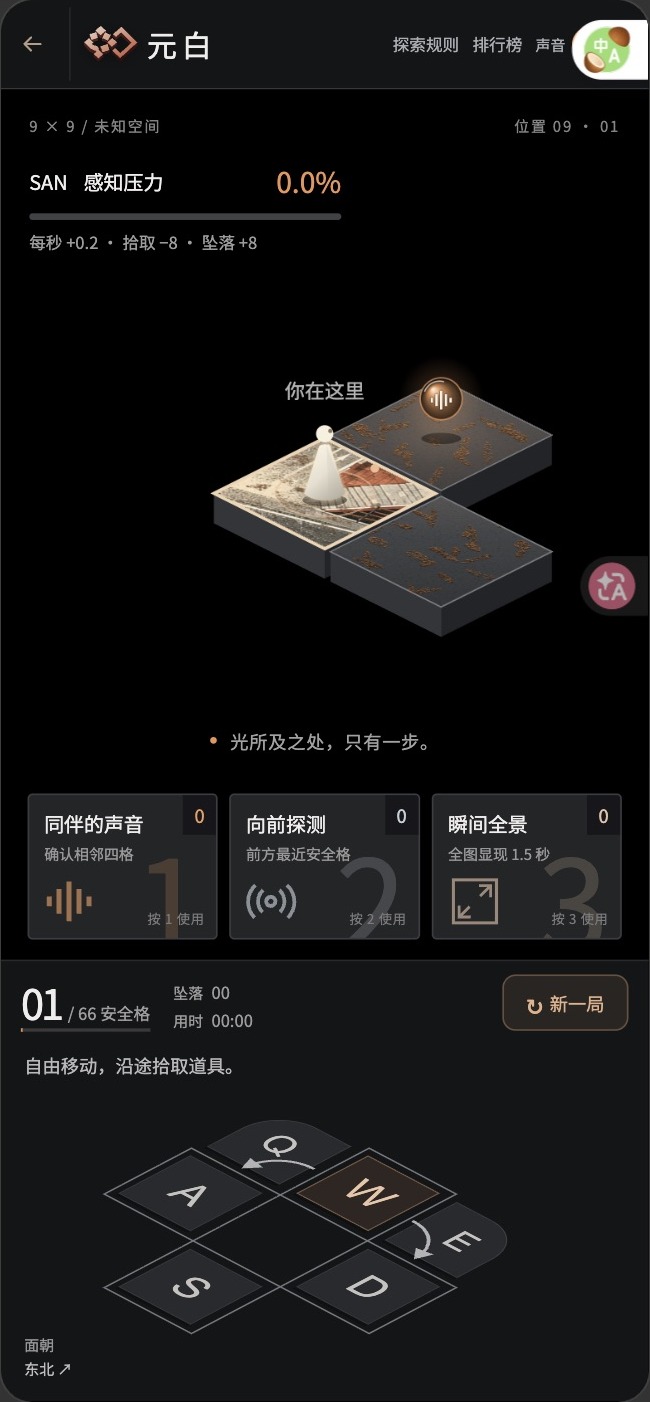 元白
探索规则 排行榜 声音
中
A
9 × 9 / 未知空间
位置 09 · 01
SAN 感知压力 0.0%
每秒 +0.2 · 拾取 −8 · 坠落 +8
你在这里
A
光所及之处，只有一步。
同伴的声音 0
确认相邻四格
1
按 1 使用
向前探测 0
前方最近安全格
2
按 2 使用
瞬间全景 0
全图显现 1.5 秒
3
按 3 使用
01 / 66 安全格
坠落 00
用时 00:00
↻ 新一局
自由移动，沿途拾取道具。
Q
A
W
E
S
D
面朝
东北 ↗